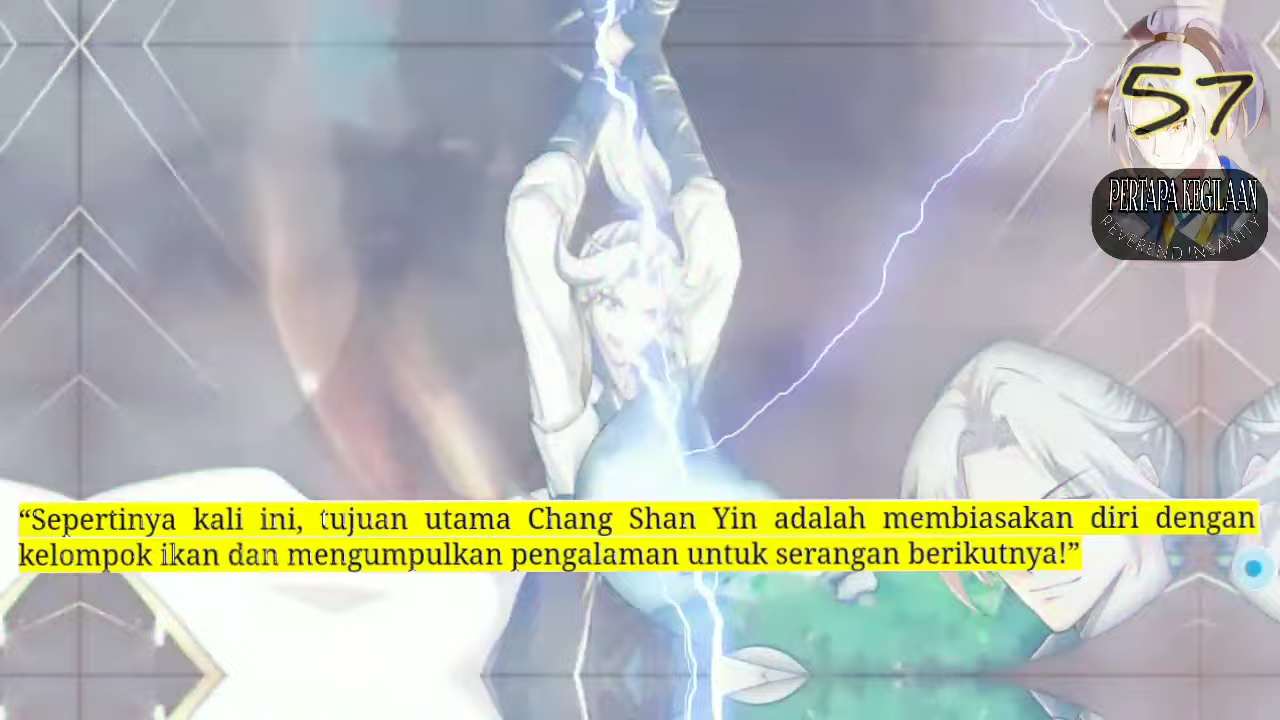 57
PERTAPA KEGILAAN
REVEREND INSANITY
“Sepertinya kali ini, tujuan utama Chang Shan Yin adalah membiasakan diri dengan
kelompok ikan dan mengumpulkan pengalaman untuk serangan berikutnya!”